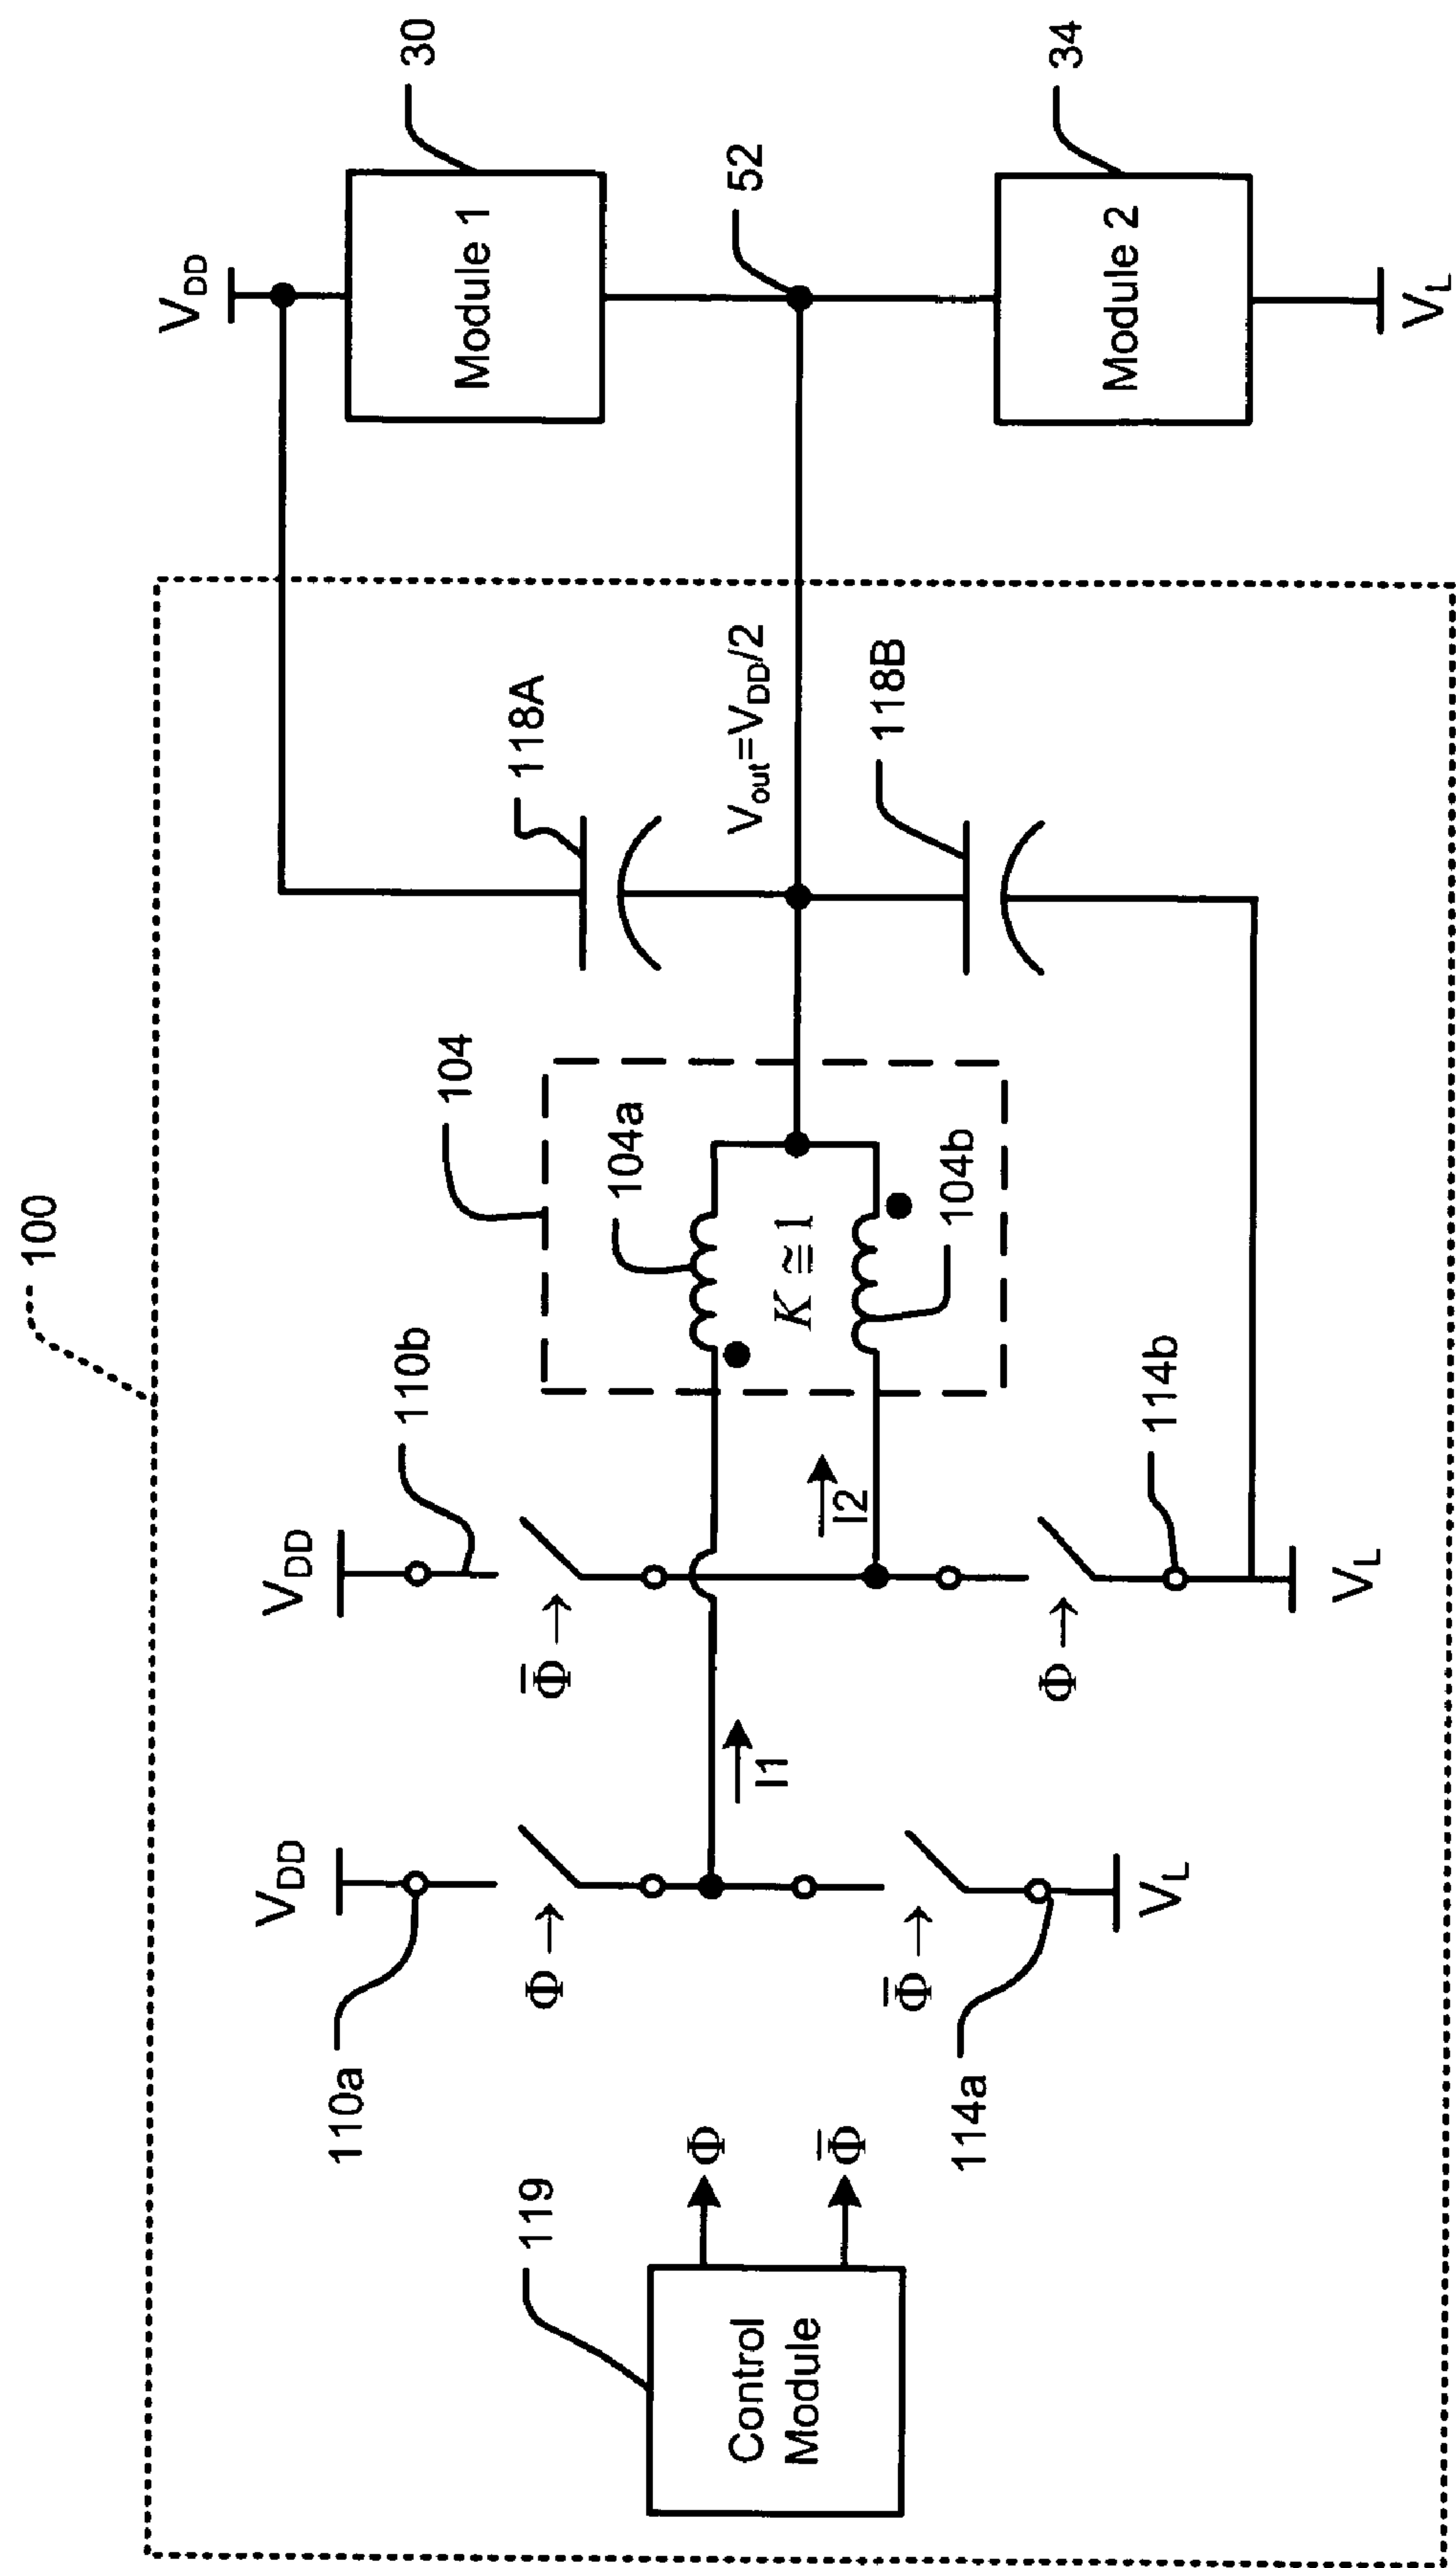 100
V_DD
V_DD
V_DD
110a
110b
104
118A
30
Module 1
Φ →
Φ̄ →
104a
119
Control
Module
Φ
Φ̄
I1
I2
K ≅ 1
V_out=V_DD/2
52
104b
118B
Φ̄ →
Φ →
114a
114b
34
Module 2
V_L
V_L
V_L